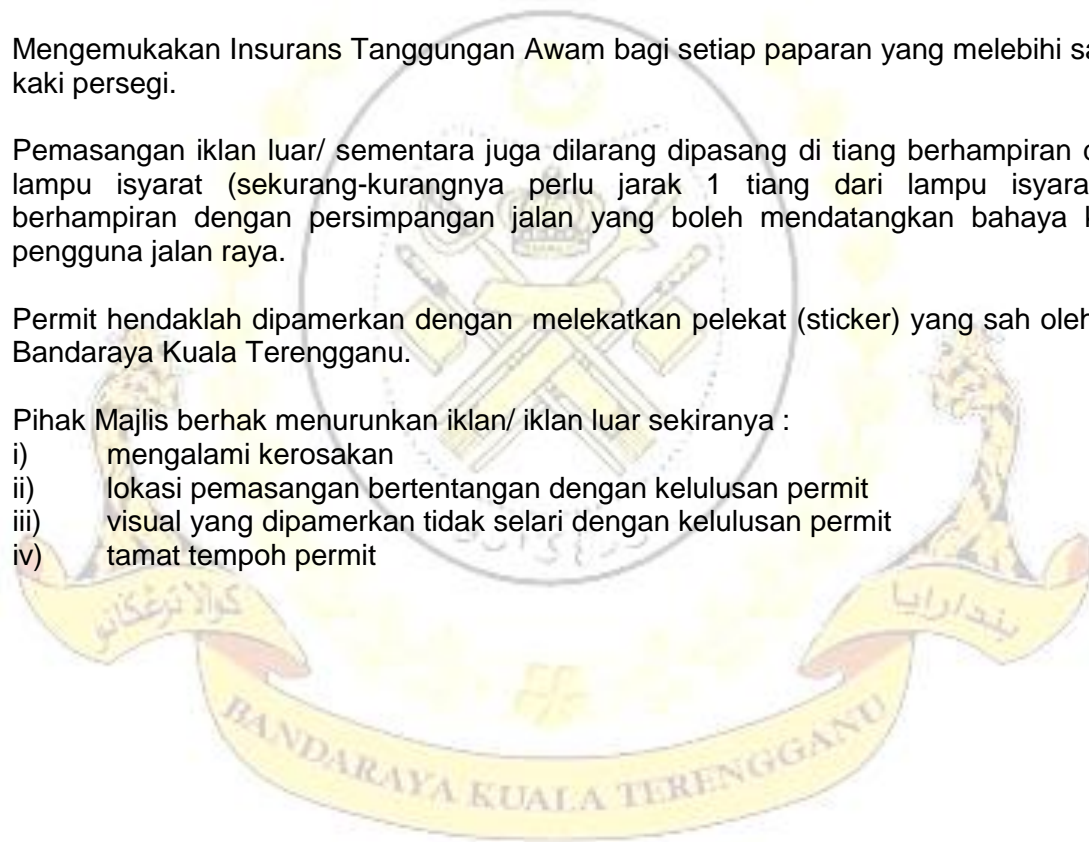 Mengemukakan Insurans Tanggungan Awam bagi setiap paparan yang melebihi
kaki persegi.
Pemasangan iklan luar/ sementara juga dilarang dipasang di tiang berhampiran
lampu isyarat (sekurang-kurangnya perlu jarak 1 tiang dari lampu
berhampiran dengan persimpangan jalan yang boleh mendatangkan bahaya
pengguna jalan raya.
Permit hendaklah dipamerkan dengan melekatkan pelekat (sticker) yang sah oleh
Bandaraya Kuala Terengganu.
Pihak Majlis berhak menurunkan iklan/ iklan luar sekiranya :
i) mengalami kerosakan
ii) lokasi pemasangan bertentangan dengan kelulusan permit
iii) visual yang dipamerkan tidak selari dengan kelulusan permit
iv) tamat tempoh permit
بندارايا
كوالا ترڠݢانو
BANDARAYA KUALA TERENGGANU